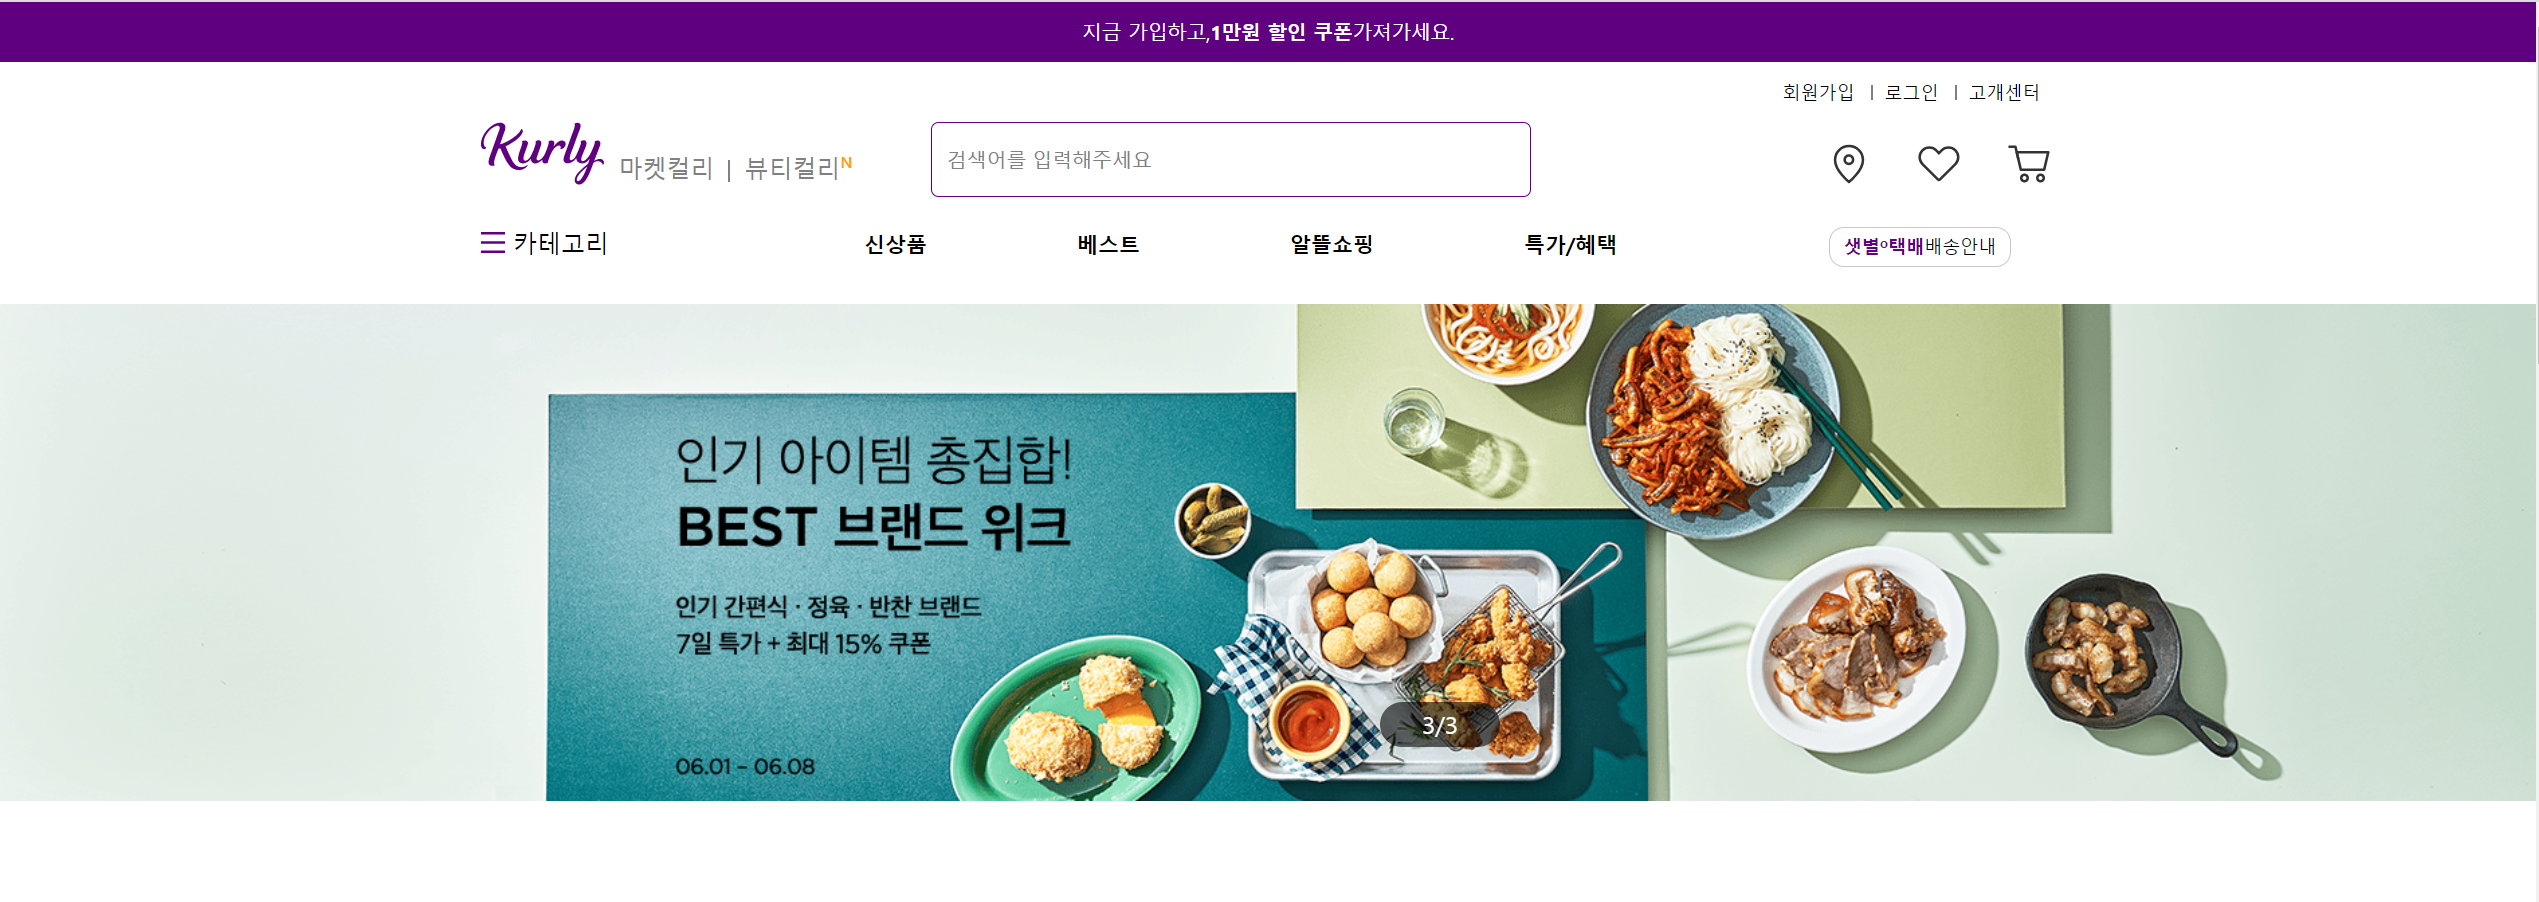 지금 가입하고,1만원 할인 쿠폰가져가세요.
회원가입 | 로그인 | 고개센터
Kurly 마켓컬리 | 뷰티컬리N
검색어를 입력해주세요
카테고리 신상품 베스트 알뜰쇼핑 특가/혜택 샛별º택배배송안내
인기 아이템 총집합!
BEST 브랜드 위크
인기 간편식 · 정육 · 반찬 브랜드
7일 특가 + 최대 15% 쿠폰
06.01 – 06.08
3/3